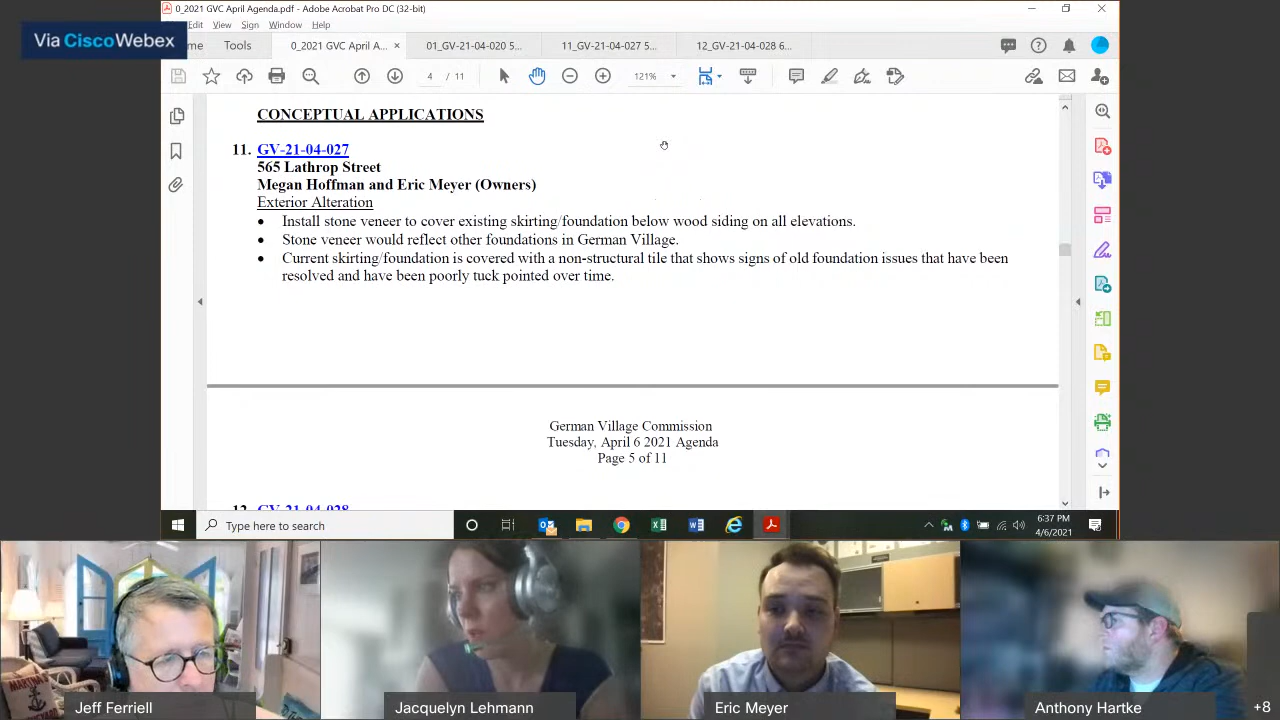 0_2021 GVC April Agenda.pdf - Adobe Acrobat Pro DC (32-bit)
Edit View Sign Window Help
Via CiscoWebex
Tools 0_2021 GVC April A... × 01_GV-21-04-020 5... 11_GV-21-04-027 5... 12_GV-21-04-028 6...
4 / 11 121%
CONCEPTUAL APPLICATIONS
11. GV-21-04-027
565 Lathrop Street
Megan Hoffman and Eric Meyer (Owners)
Exterior Alteration
• Install stone veneer to cover existing skirting/foundation below wood siding on all elevations.
• Stone veneer would reflect other foundations in German Village.
• Current skirting/foundation is covered with a non-structural tile that shows signs of old foundation issues that have been
resolved and have been poorly tuck pointed over time.
German Village Commission
Tuesday, April 6 2021 Agenda
Page 5 of 11
12. GV-21-04-028
Type here to search
6:37 PM
4/6/2021
Jeff Ferriell
Jacquelyn Lehmann
Eric Meyer
Anthony Hartke
+8